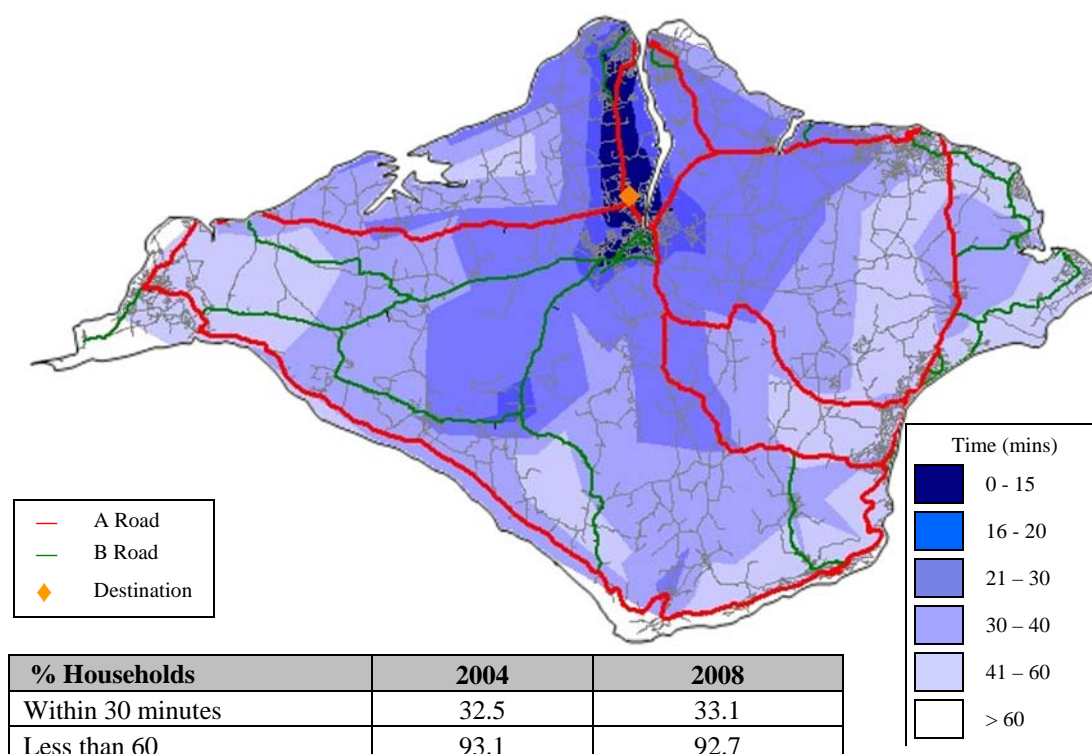 Time (mins)
0 - 15
16 - 20
21 – 30
30 – 40
41 – 60
> 60
A Road
B Road
Destination
% Households 2004 2008
Within 30 minutes 32.5 33.1
Less than 60 93.1 92.7